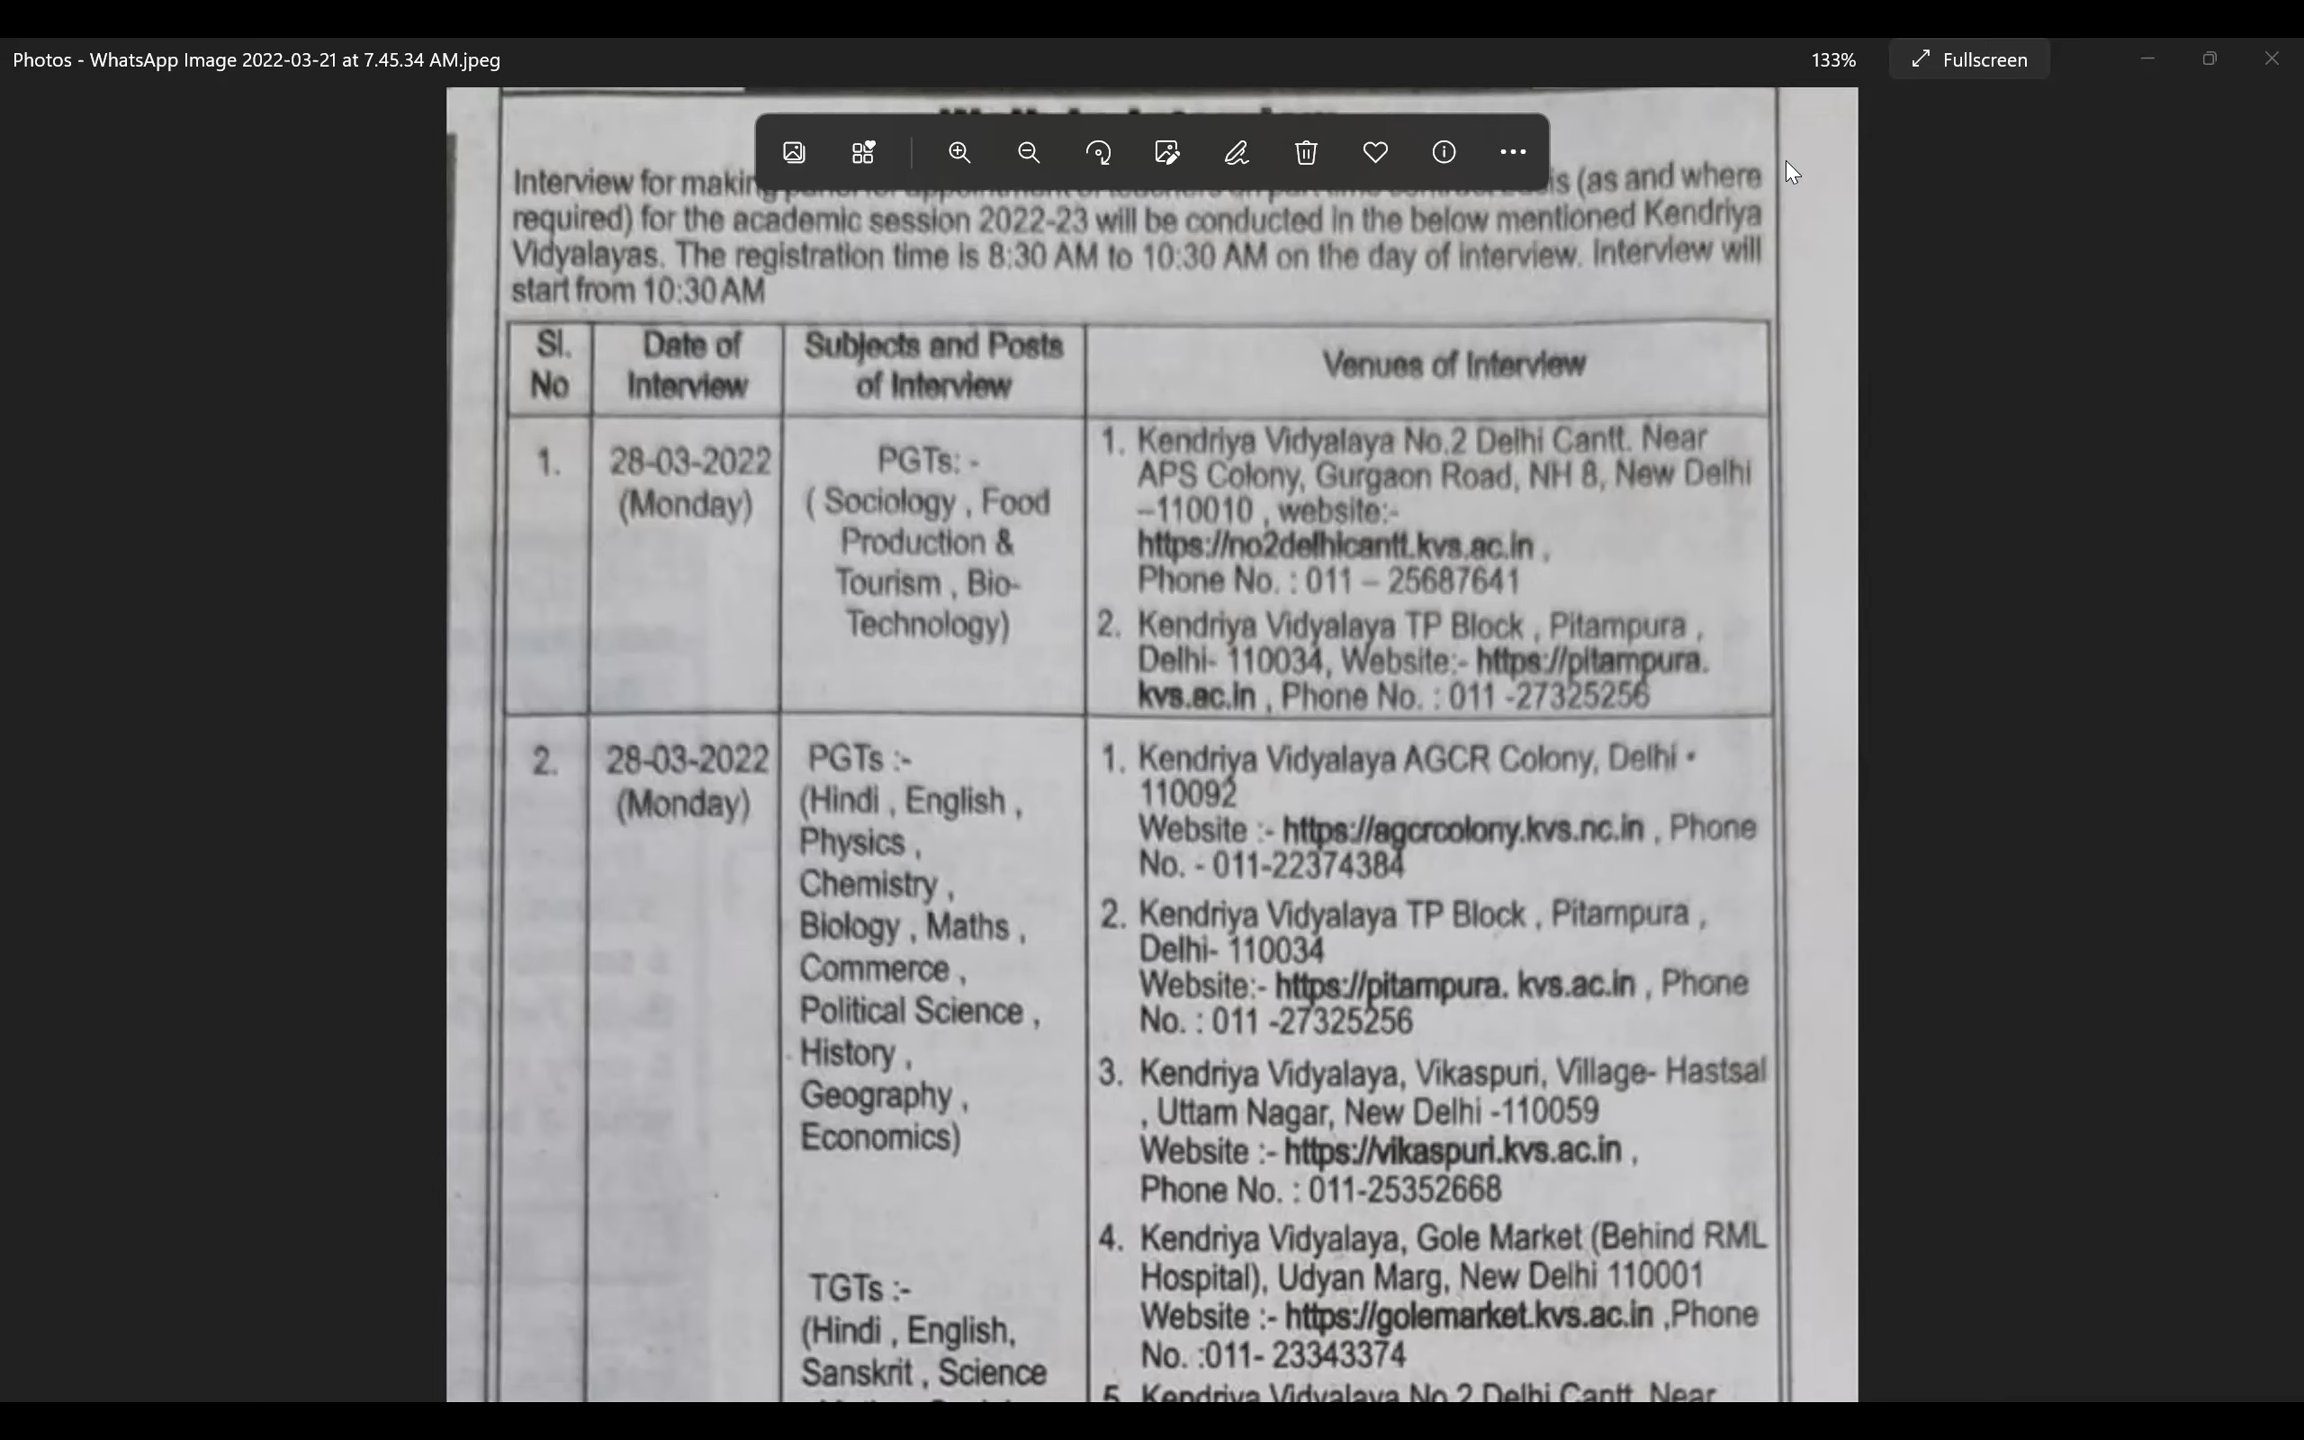 Photos - WhatsApp Image 2022-03-21 at 7.45.34 AM.jpeg
133%
Fullscreen
Interview for making is (as and where
required) for the academic session 2022-23 will be conducted in the below mentioned Kendriya
Vidyalayas. The registration time is 8:30 AM to 10:30 AM on the day of interview. Interview will
start from 10:30 AM
Sl.
No
Date of
Interview
Subjects and Posts
of Interview
Venues of Interview
1.
28-03-2022
(Monday)
PGTs: -
( Sociology , Food
Production &
Tourism , Bio-
Technology)
1. Kendriya Vidyalaya No.2 Delhi Cantt. Near
APS Colony, Gurgaon Road, NH 8, New Delhi
–110010 , website:-
https://no2delhicantt.kvs.ac.in ,
Phone No. : 011 – 25687641
2. Kendriya Vidyalaya TP Block , Pitampura ,
Delhi- 110034, Website:- https://pitampura.
kvs.ac.in , Phone No. : 011 -27325256
2.
28-03-2022
(Monday)
PGTs :-
(Hindi , English ,
Physics ,
Chemistry ,
Biology , Maths ,
Commerce ,
Political Science ,
History ,
Geography ,
Economics)
TGTs :-
(Hindi , English,
Sanskrit , Science
1. Kendriya Vidyalaya AGCR Colony, Delhi -
110092
Website :- https://agcrcolony.kvs.nc.in , Phone
No. - 011-22374384
2. Kendriya Vidyalaya TP Block , Pitampura ,
Delhi- 110034
Website:- https://pitampura. kvs.ac.in , Phone
No. : 011 -27325256
3. Kendriya Vidyalaya, Vikaspuri, Village- Hastsal
, Uttam Nagar, New Delhi -110059
Website :- https://vikaspuri.kvs.ac.in ,
Phone No. : 011-25352668
4. Kendriya Vidyalaya, Gole Market (Behind RML
Hospital), Udyan Marg, New Delhi 110001
Website :- https://golemarket.kvs.ac.in ,Phone
No. :011- 23343374
5. Kendriya Vidyalaya No.2 Delhi Cantt. Near